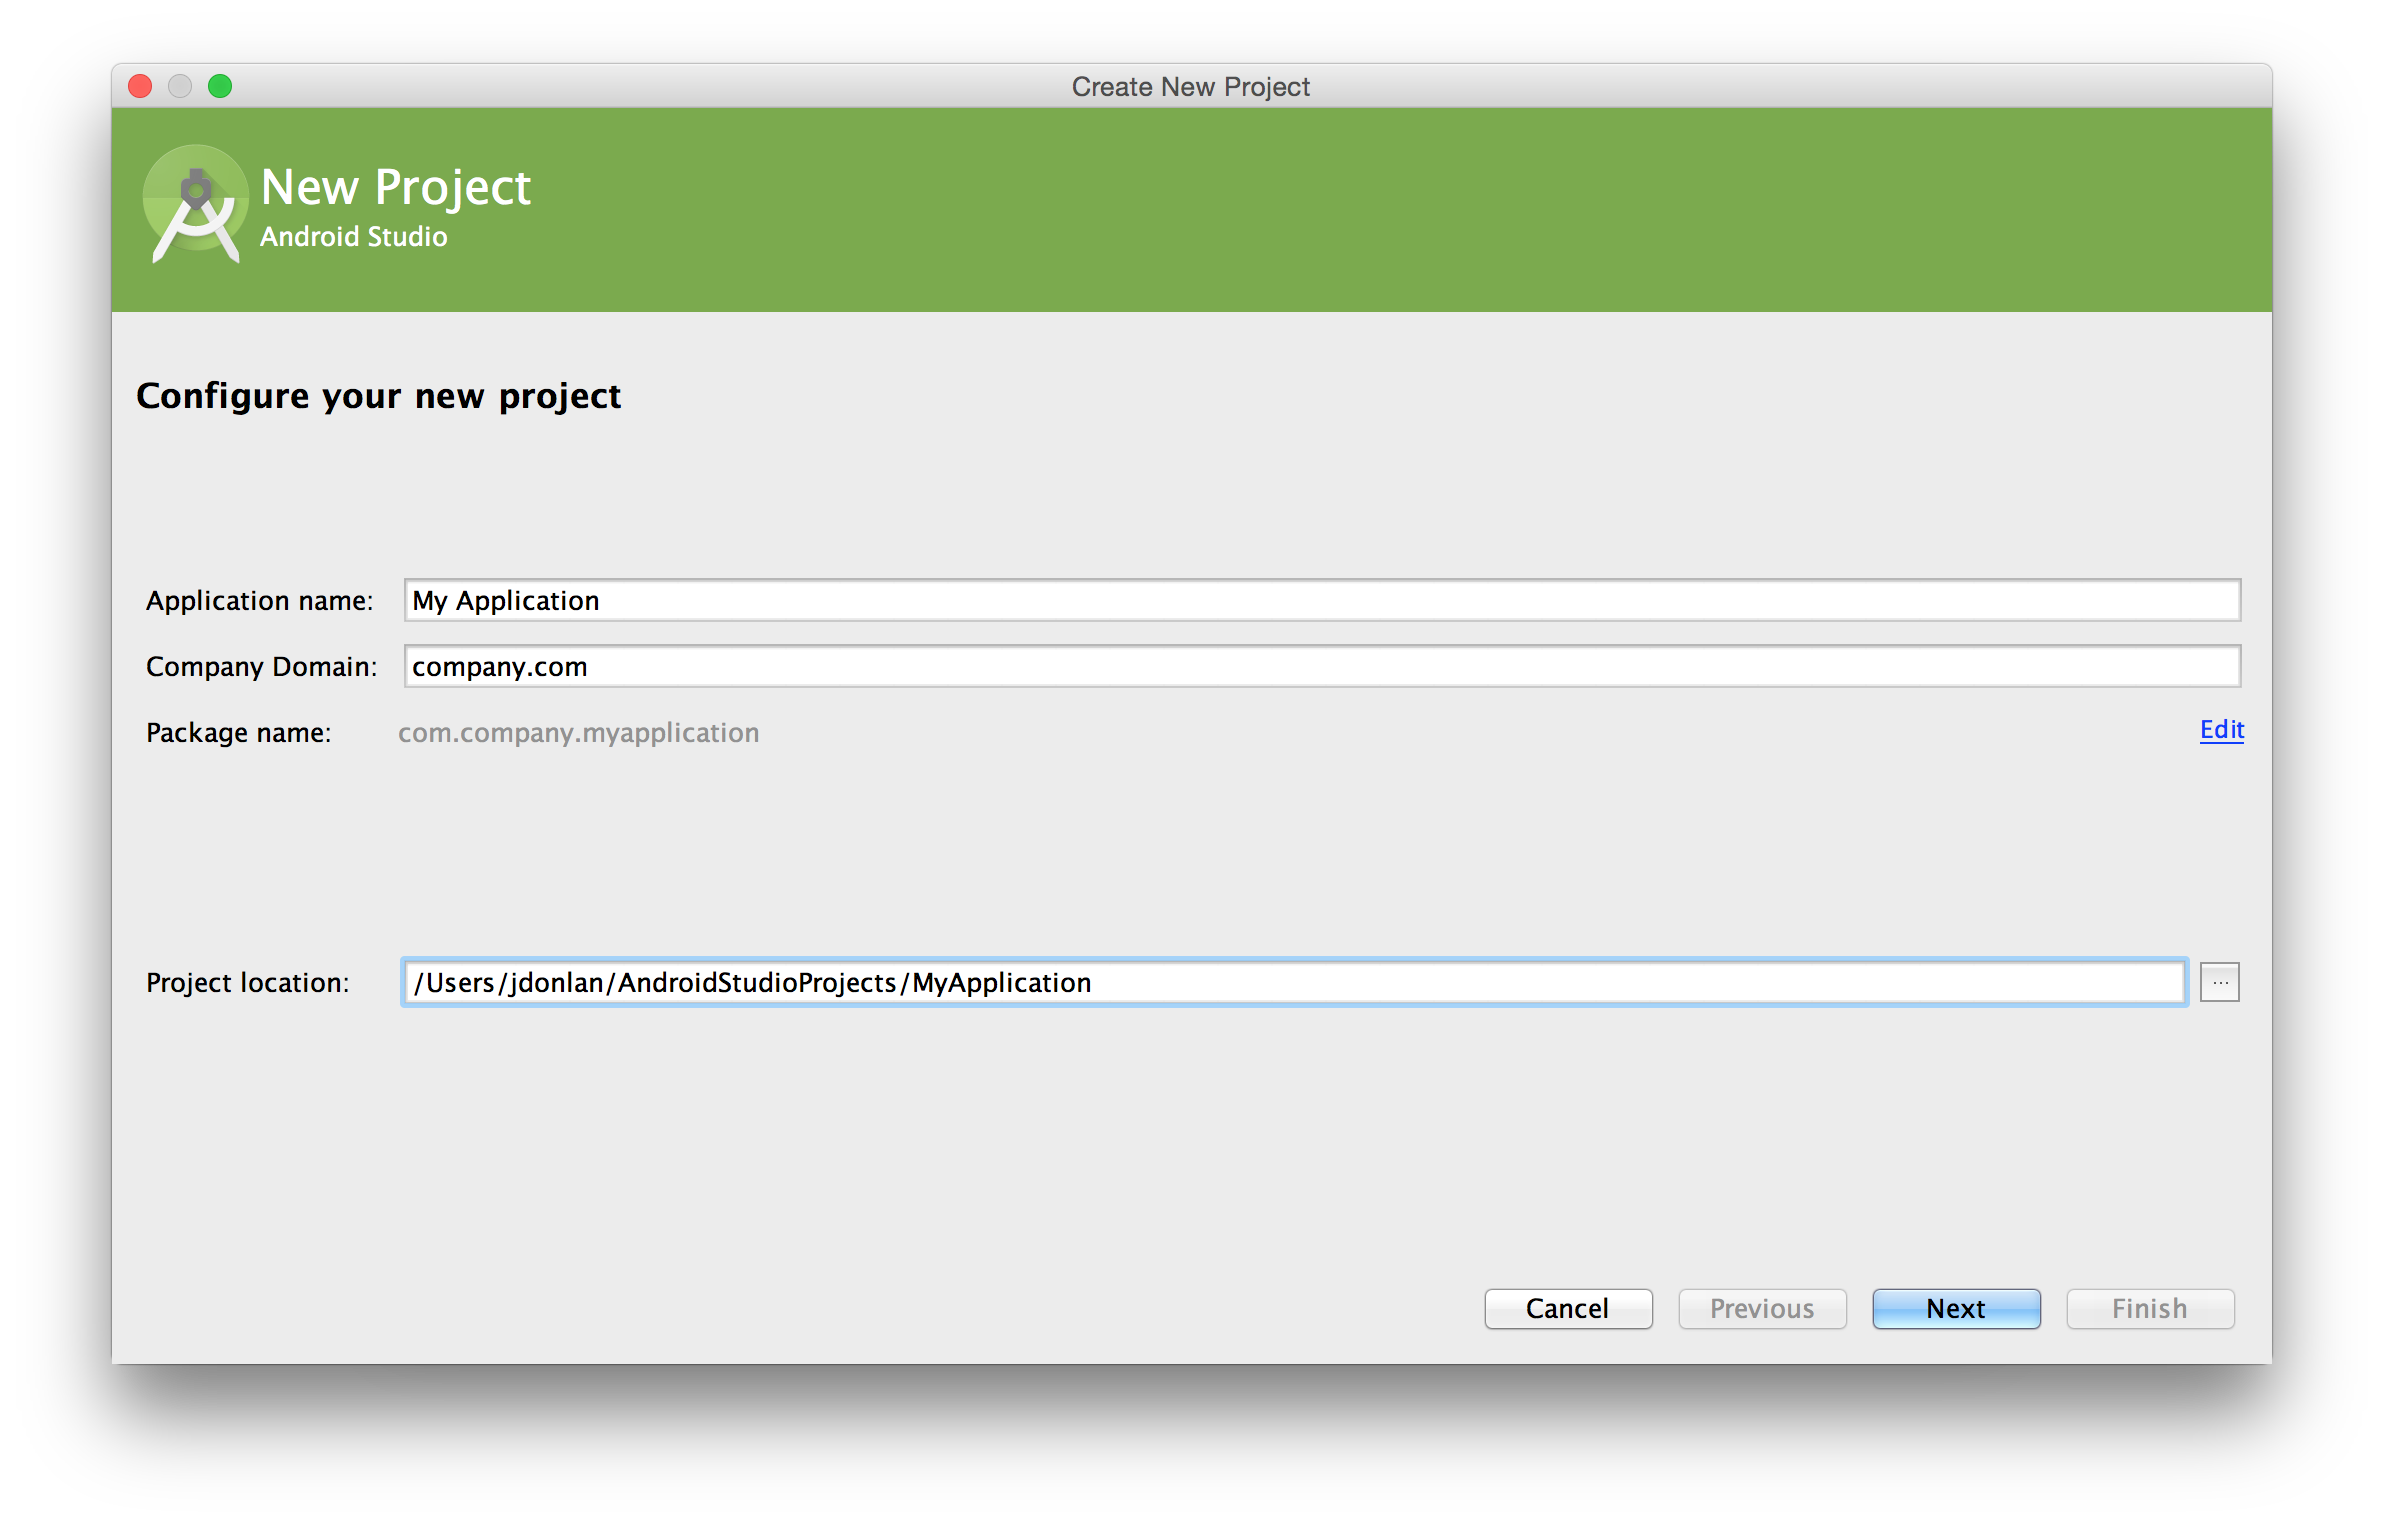 Create New Project
New Project
Android Studio
Configure your new project
Application name: My Application
Company Domain: company.com
Package name: com.company.myapplication Edit
Project location: /Users/jdonlan/AndroidStudioProjects/MyApplication ...
Cancel Previous Next Finish